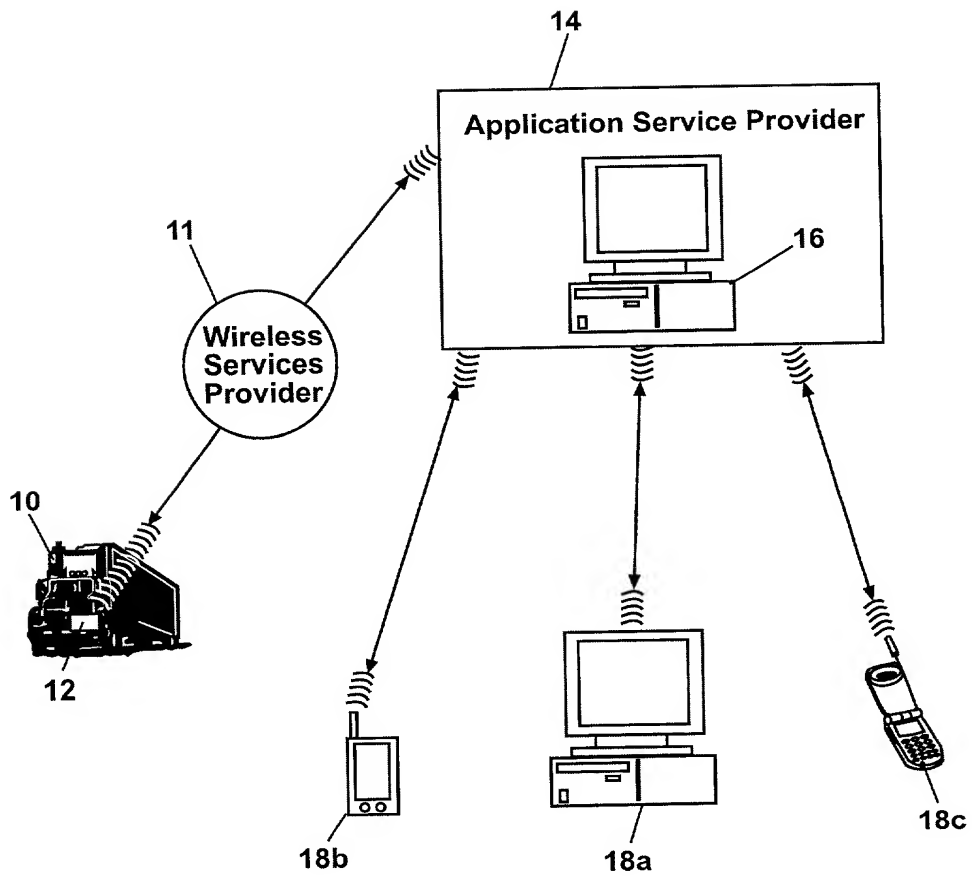 14
Application Service Provider
16
11
Wireless
Services
Provider
10
12
18b
18a
18c